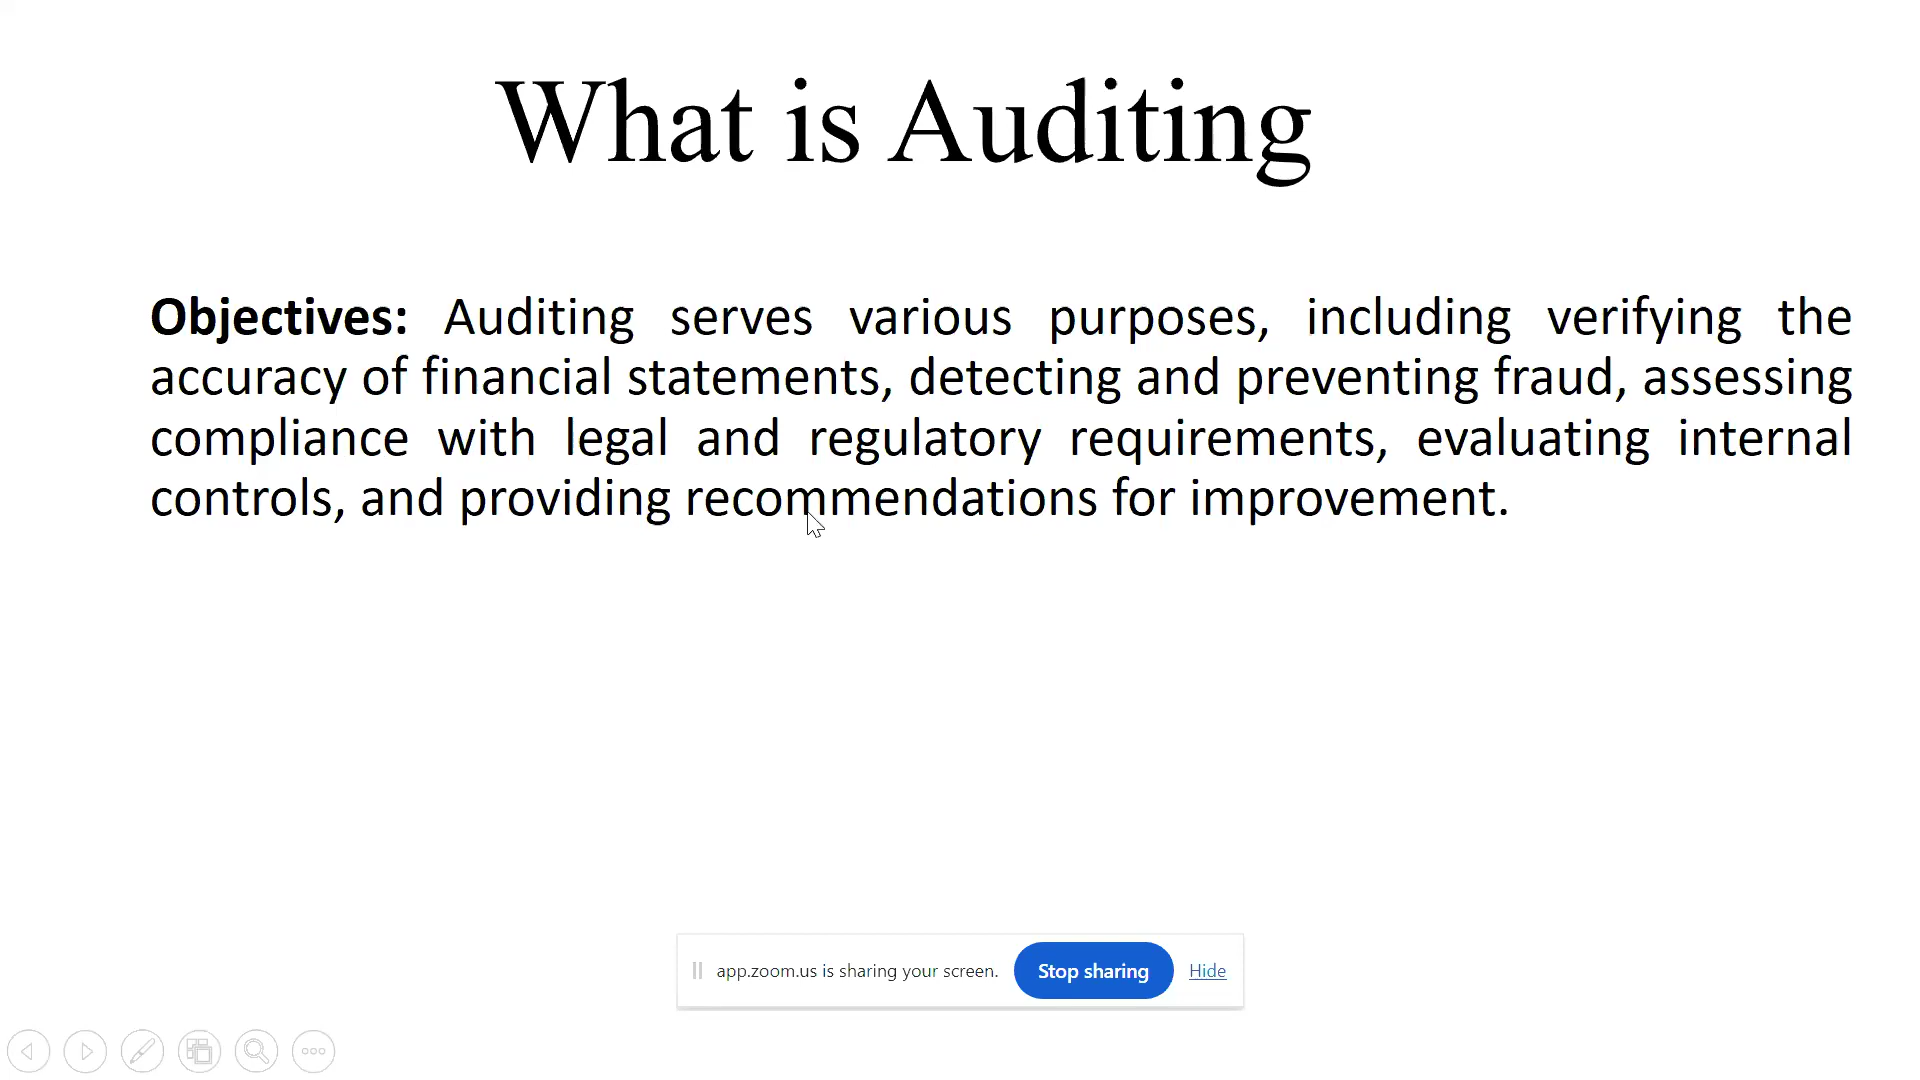 What is Auditing
Objectives: Auditing serves various purposes, including verifying the
accuracy of financial statements, detecting and preventing fraud, assessing
compliance with legal and regulatory requirements, evaluating internal
controls, and providing recommendations for improvement.
app.zoom.us is sharing your screen. Stop sharing Hide